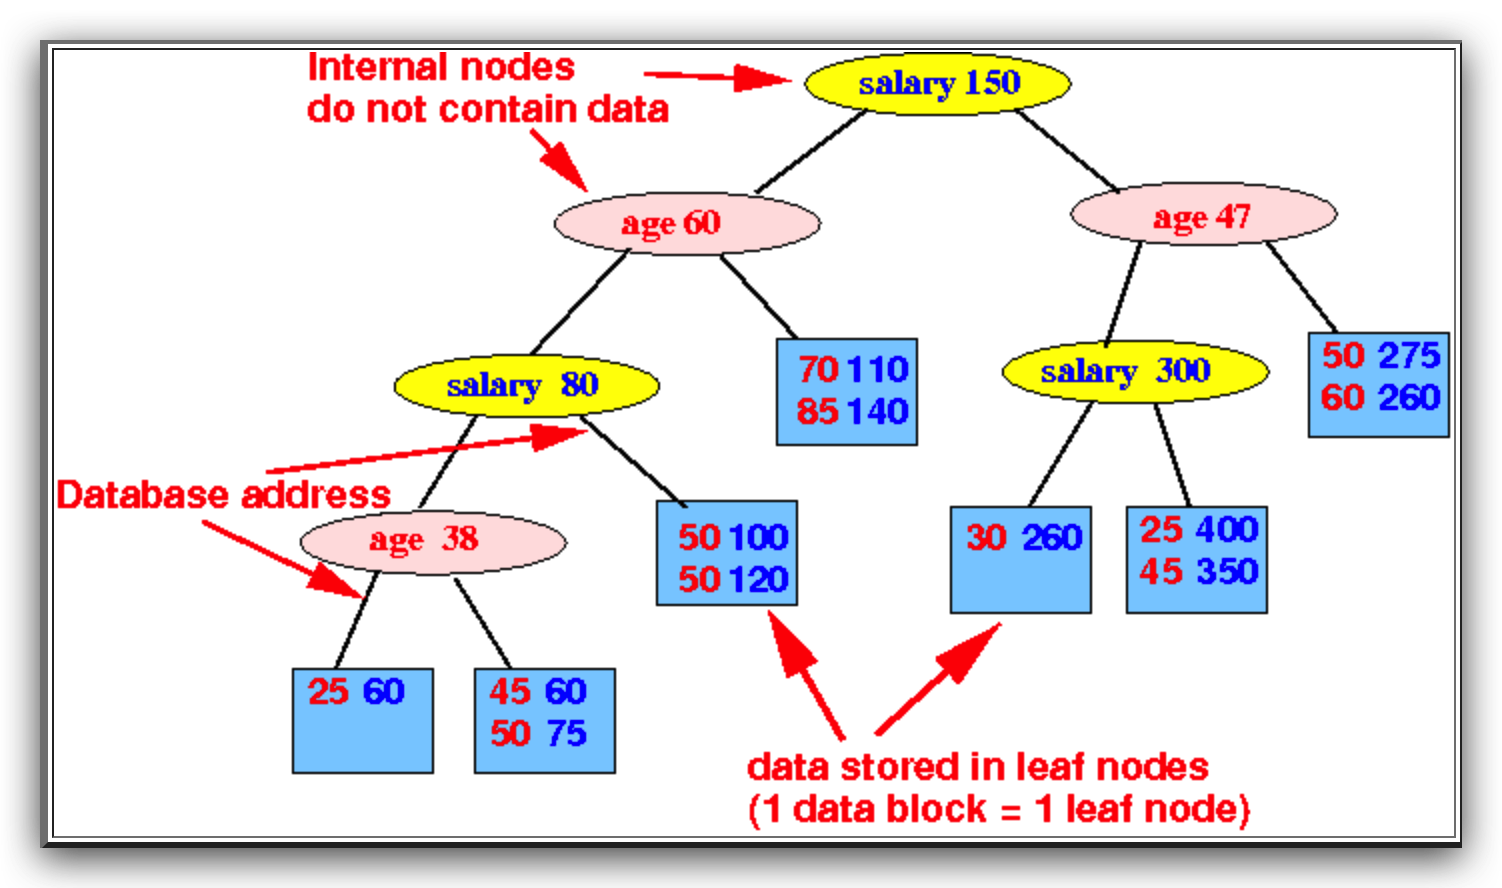 Internal nodes
do not contain data
salary 150
age 60
age 47
salary 80
70 110
85 140
salary 300
50 275
60 260
Database address
age 38
50 100
50 120
30 260
25 400
45 350
25 60
45 60
50 75
data stored in leaf nodes
(1 data block = 1 leaf node)